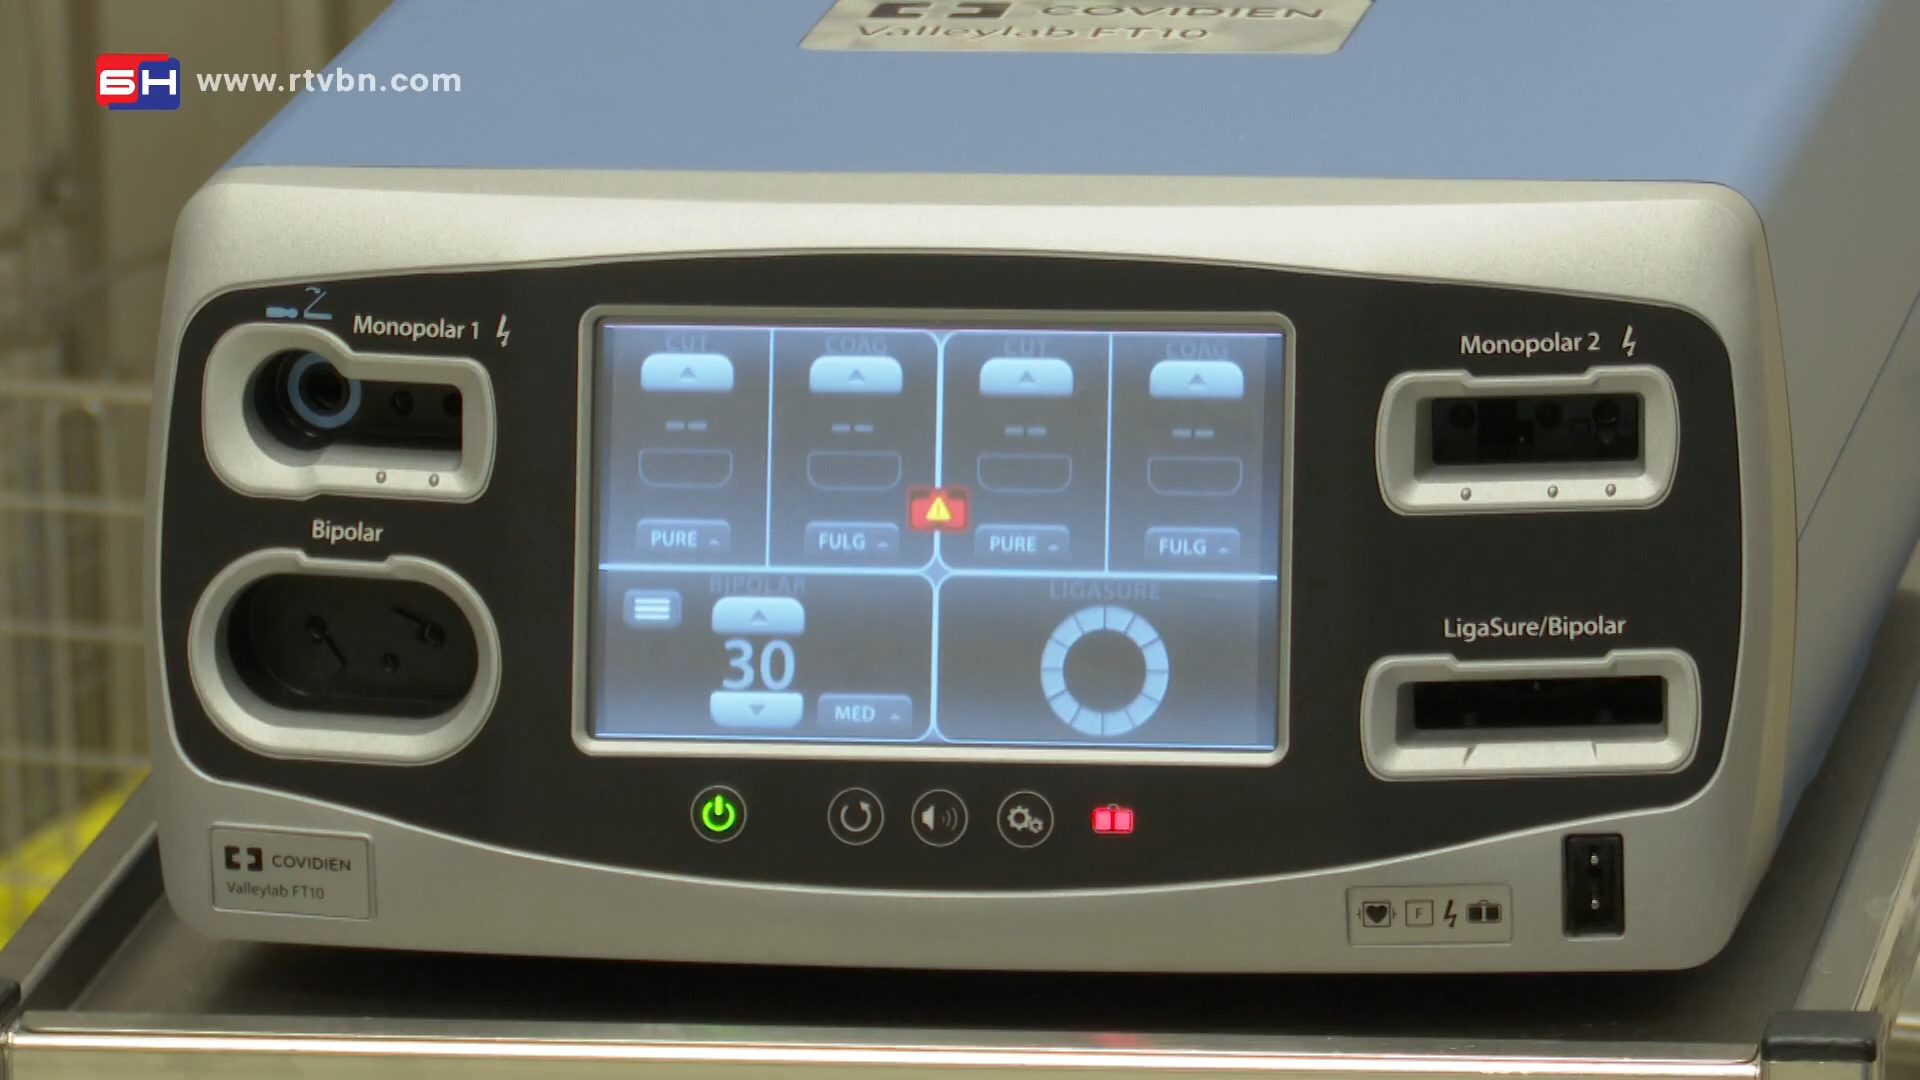 COVIDIEN
Valleylab FT10
БН www.rtvbn.com
Monopolar 1
Monopolar 2
CUT
COAG
CUT
COAG
--
--
--
--
PURE
FULG
PURE
FULG
Bipolar
BIPOLAR
30
MED
LIGASURE
LigaSure/Bipolar
COVIDIEN
Valleylab FT10
F